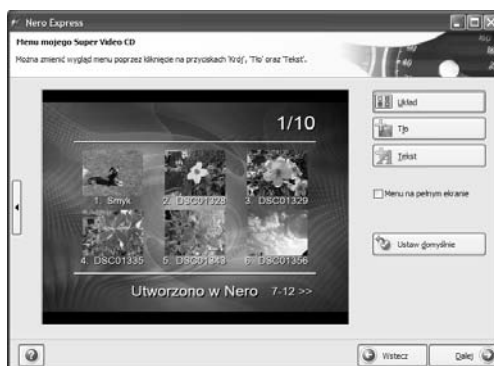 Nero Express
Menu mojego Super Video CD
Można zmienić wygląd menu poprzez kliknięcie na przyciskach 'Krój', 'Tło' oraz 'Tekst'.
1/10
1. Smyk
2. DSC01328
3. DSC01329
4. DSC01335
5. DSC01343
6. DSC01356
Utworzono w Nero
7-12 >>
Układ
Tło
Tekst
Menu na pełnym ekranie
Ustaw domyślnie
Wstecz
Dalej